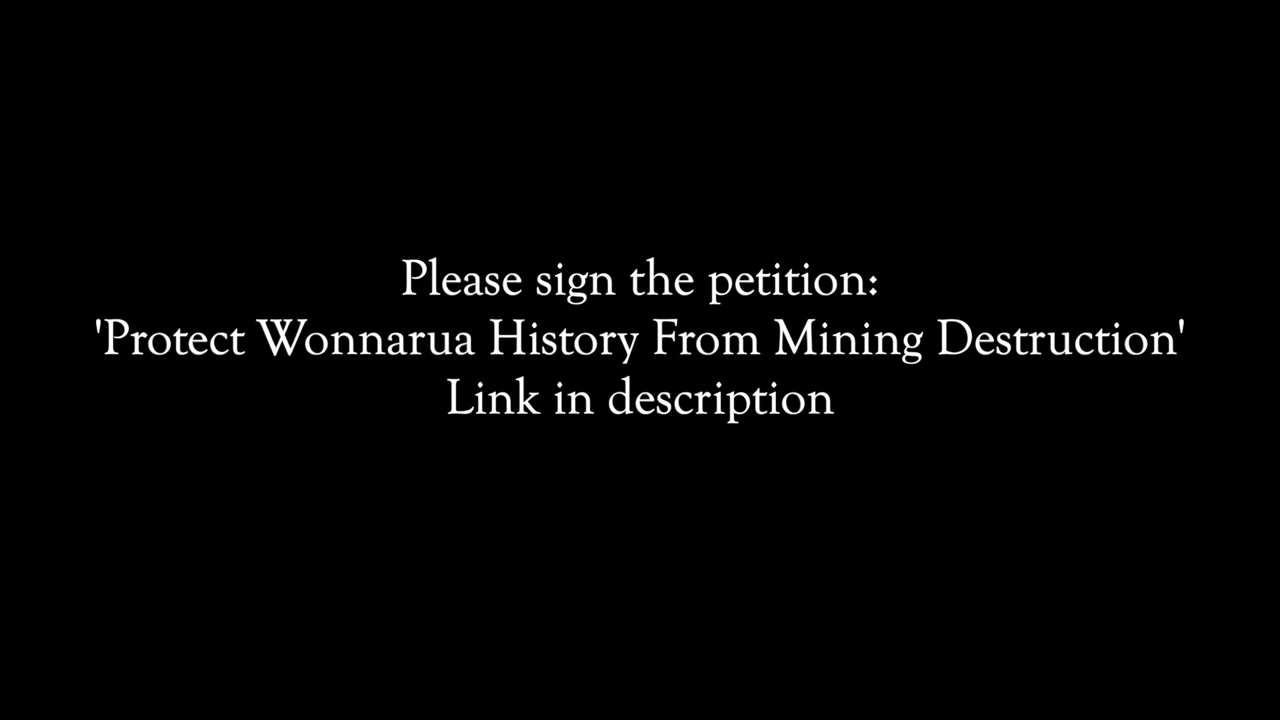 Please sign the petition:
'Protect Wonnarua History From Mining Destruction'
Link in description